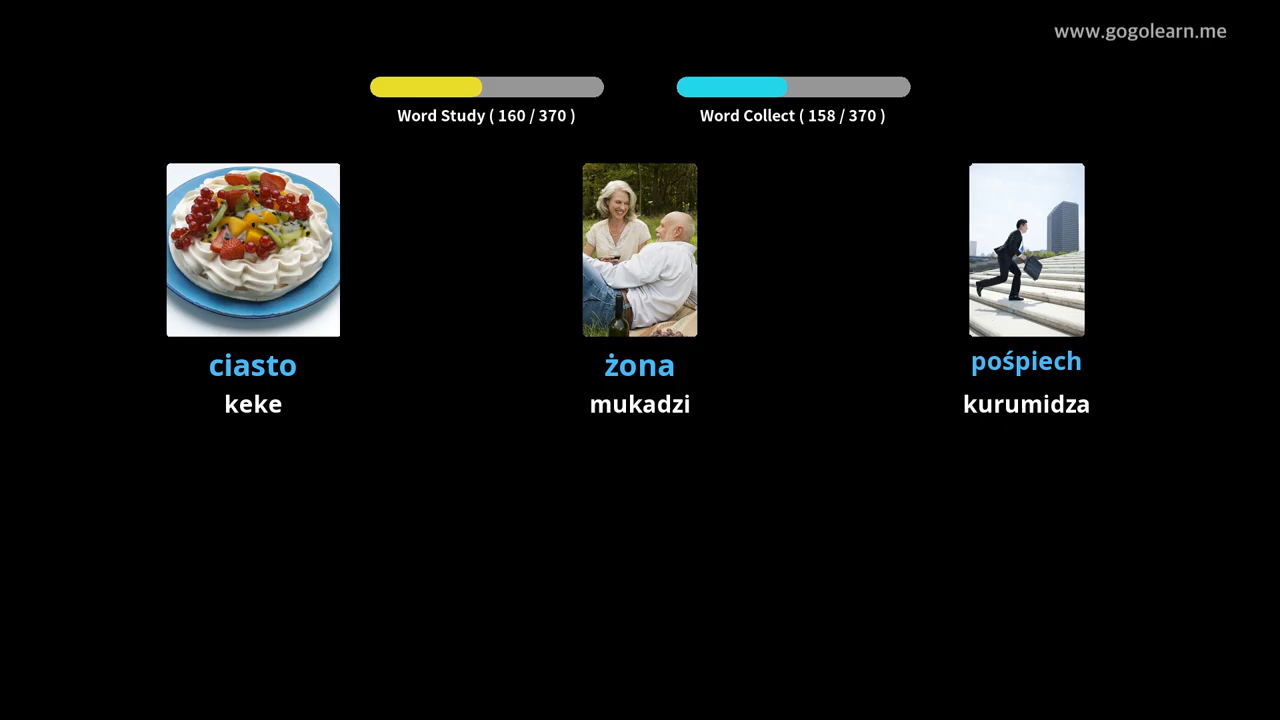 www.gogolearn.me
Word Study ( 160 / 370 )
Word Collect ( 158 / 370 )
ciasto
żona
pośpiech
keke
mukadzi
kurumidza